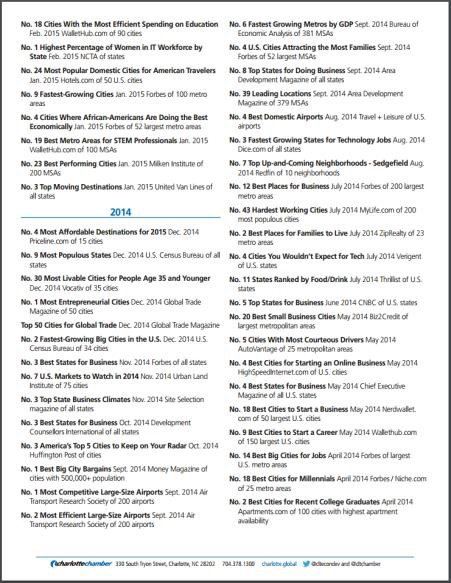 No. 18 Cities With the Most Efficient Spending on Education
Feb. 2015 WalletHub.com of 90 cities
No. 1 Highest Percentage of Women in IT Workforce by
State Feb. 2015 NCTA of states
No. 24 Most Popular Domestic Cities for American Travelers
Jan. 2015 Hotels.com of 50 U.S. cities
No. 9 Fastest-Growing Cities Jan. 2015 Forbes of 100 metro
areas
No. 4 Cities Where African-Americans Are Doing the Best
Economically Jan. 2015 Forbes of 52 largest metro areas
No. 19 Best Metro Areas for STEM Professionals Jan. 2015
WalletHub.com of 100 MSAs
No. 23 Best Performing Cities Jan. 2015 Milken Institute of
200 MSAs
No. 3 Top Moving Destinations Jan. 2015 United Van Lines of
all states
2014
No. 4 Most Affordable Destinations for 2015 Dec. 2014
Priceline.com of 15 cities
No. 9 Most Populous States Dec. 2014 U.S. Census Bureau of all
states
No. 30 Most Livable Cities for People Age 35 and Younger
Dec. 2014 Vocativ of 35 cities
No. 1 Most Entrepreneurial Cities Dec. 2014 Global Trade
Magazine of 50 cities
Top 50 Cities for Global Trade Dec. 2014 Global Trade Magazine
No. 2 Fastest-Growing Big Cities in the U.S. Dec. 2014 U.S.
Census Bureau of 34 cities
No. 3 Best States for Business Nov. 2014 Forbes of all states
No. 7 U.S. Markets to Watch in 2014 Nov. 2014 Urban Land
Institute of 75 cities
No. 3 Top State Business Climates Nov. 2014 Site Selection
magazine of all states
No. 3 Best States for Business Oct. 2014 Development
Counsellors International of all states
No. 3 America's Top 5 Cities to Keep on Your Radar Oct. 2014
Huffington Post of cities
No. 1 Best Big City Bargains Sept. 2014 Money Magazine of
cities with 500,000+ population
No. 1 Most Competitive Large-Size Airports Sept. 2014 Air
Transport Research Society of 200 airports
No. 2 Most Efficient Large-Size Airports Sept. 2014 Air
Transport Research Society of 200 airports
No. 6 Fastest Growing Metros by GDP Sept. 2014 Bureau of
Economic Analysis of 381 MSAs
No. 4 U.S. Cities Attracting the Most Families Sept. 2014
Forbes of 52 largest MSAs
No. 8 Top States for Doing Business Sept. 2014 Area
Development Magazine of all states
No. 39 Leading Locations Sept. 2014 Area Development
Magazine of 379 MSAs
No. 4 Best Domestic Airports Aug. 2014 Travel + Leisure of U.S.
airports
No. 3 Fastest Growing States for Technology Jobs Aug. 2014
Dice.com of all states
No. 7 Top Up-and-Coming Neighborhoods - Sedgefield Aug.
2014 Redfin of 10 neighborhoods
No. 12 Best Places for Business July 2014 Forbes of 200 largest
metro areas
No. 43 Hardest Working Cities July 2014 MyLife.com of 200
most populous cities
No. 2 Best Places for Families to Live July 2014 ZipRealty of 23
metro areas
No. 4 Cities You Wouldn't Expect for Tech July 2014 Verigent
of U.S. states
No. 11 States Ranked by Food/Drink July 2014 Thrillist of U.S.
states
No. 5 Top States for Business June 2014 CNBC of U.S. states
No. 20 Best Small Business Cities May 2014 Biz2Credit of
largest metropolitan areas
No. 5 Cities With Most Courteous Drivers May 2014
AutoVantage of 25 metropolitan areas
No. 4 Best Cities for Starting an Online Business May 2014
HighSpeedInternet.com of U.S. cities
No. 4 Best States for Business May 2014 Chief Executive
Magazine of all U.S. states
No. 18 Best Cities to Start a Business May 2014 Nerdwallet.
com of 50 largest U.S. cities
No. 9 Best Cities to Start a Career May 2014 Wallethub.com
of 150 largest U.S. cities
No. 14 Best Big Cities for Jobs April 2014 Forbes of largest
U.S. metro areas
No. 18 Best Cities for Millennials April 2014 Forbes / Niche.com
of 25 metro areas
No. 2 Best Cities for Recent College Graduates April 2014
Apartments.com of 100 cities with highest apartment
availability
charlottechamber 330 South Tryon Street, Charlotte, NC 28202 704.378.1300 charlotte.global @cltecondev and @cltchamber